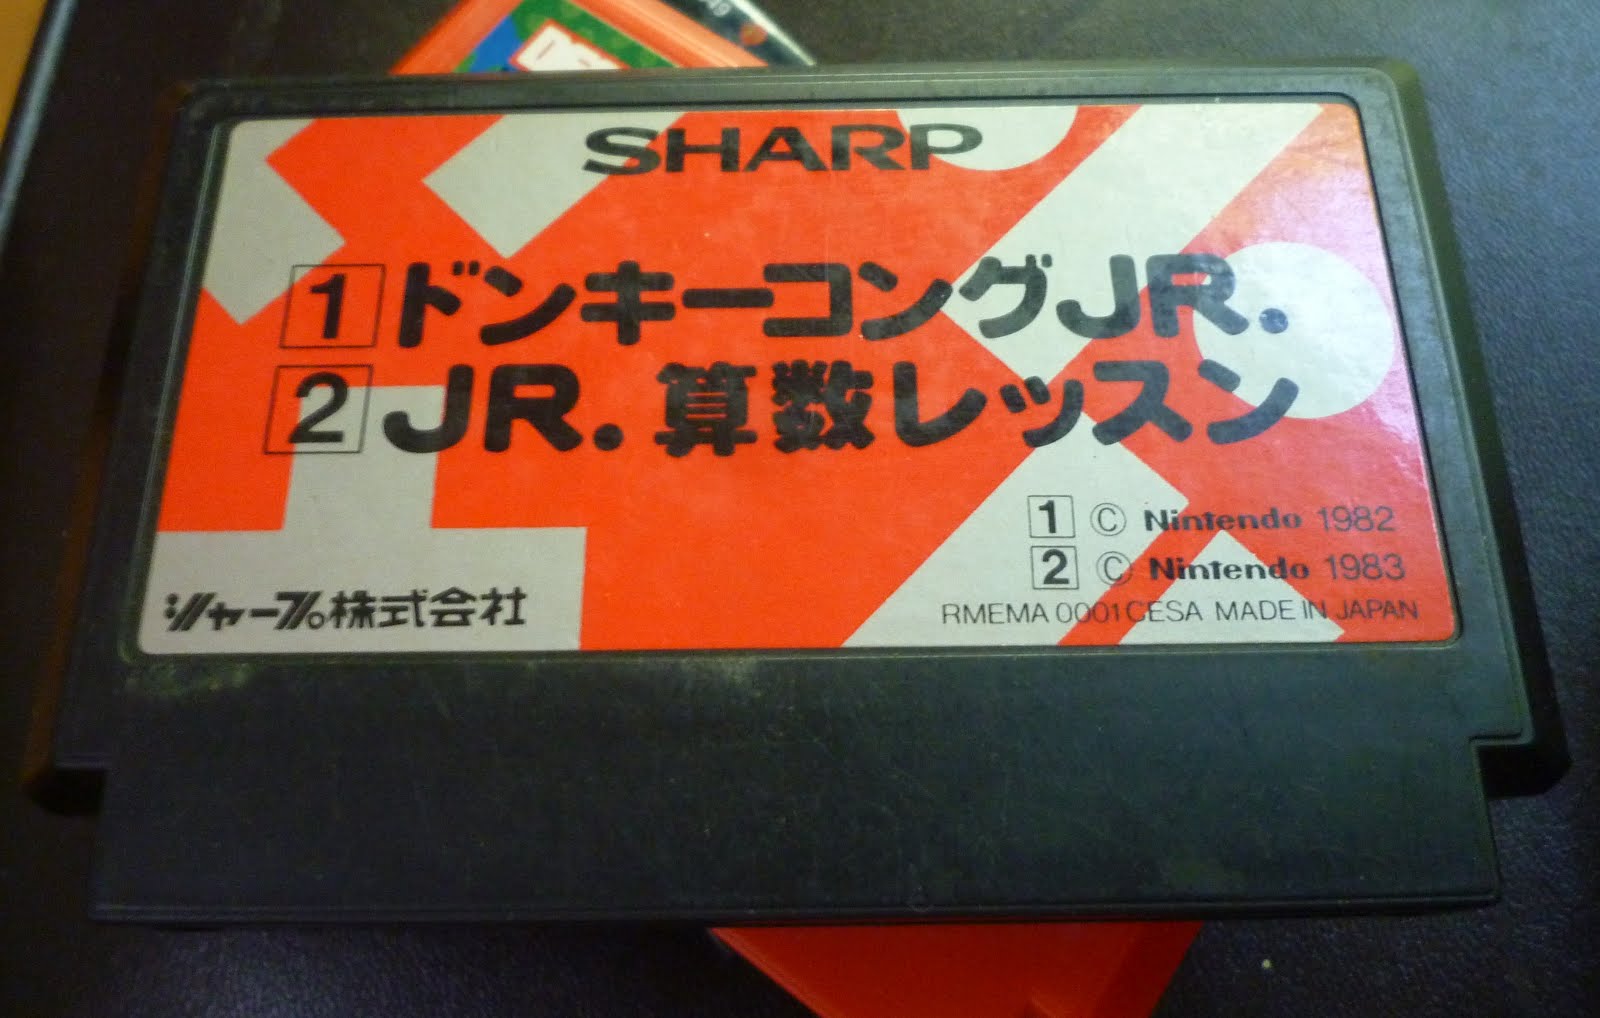 SHARP
1 ドンキーコングJR.
2 JR.算数レッスン
1 © Nintendo 1982
2 © Nintendo 1983
シャープ株式会社
RMEMA 0001CESA MADE IN JAPAN